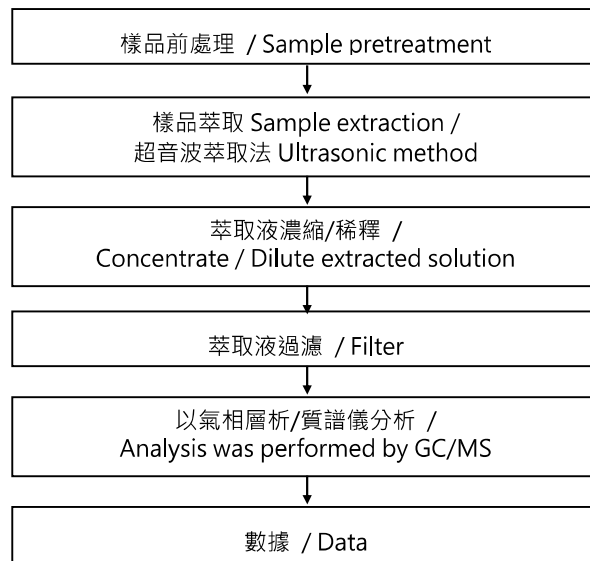 樣品前處理 / Sample pretreatment
樣品萃取 Sample extraction /
超音波萃取法 Ultrasonic method
萃取液濃縮/稀釋 /
Concentrate / Dilute extracted solution
萃取液過濾 / Filter
以氣相層析/質譜儀分析 /
Analysis was performed by GC/MS
數據 / Data